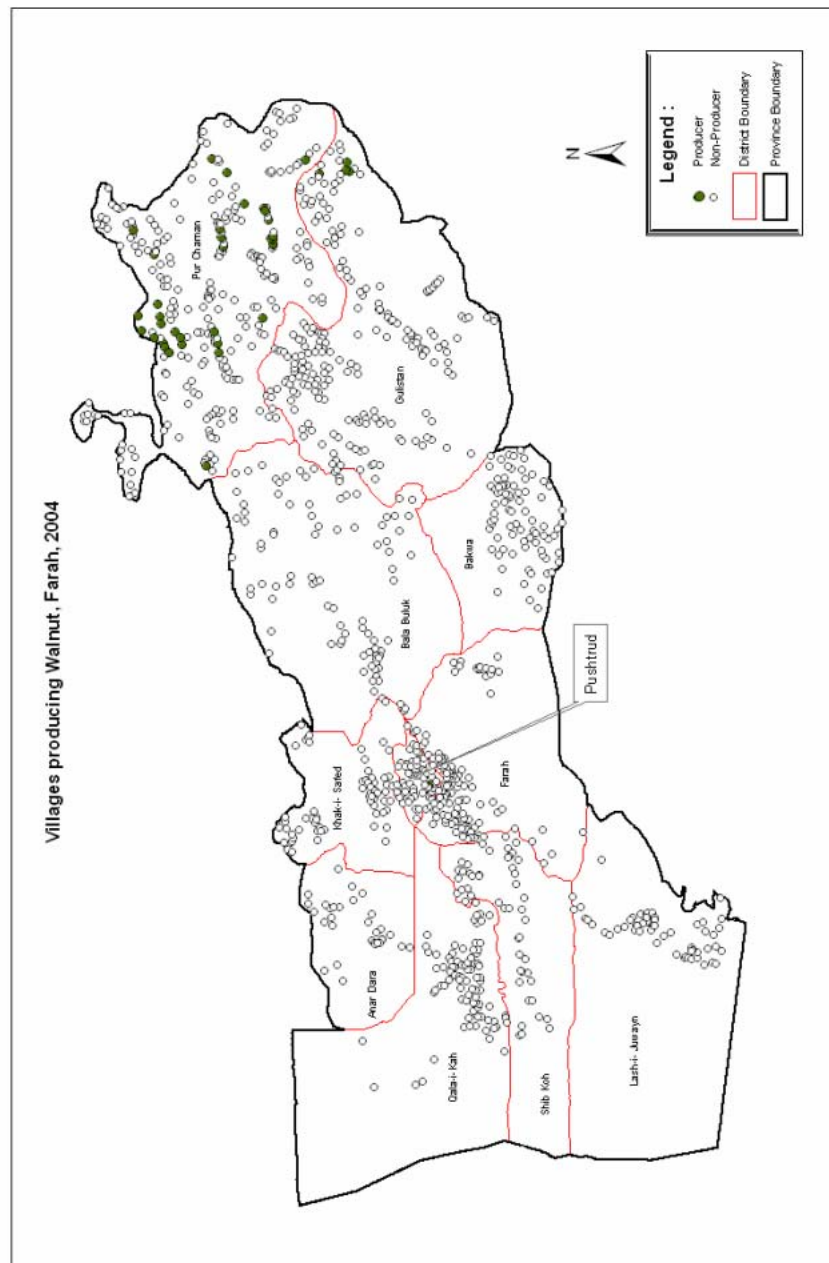 Villages producing Walnut, Farah, 2004
Pur Chaman
Gulistan
Bala Buluk
Bakwa
Khak-i- Safed
Farah
Pushtrud
Anar Dara
Qala-i- Kah
Shib Koh
Lash-i- Juwayn
N
Legend :
Producer
Non-Producer
District Boundary
Province Boundary